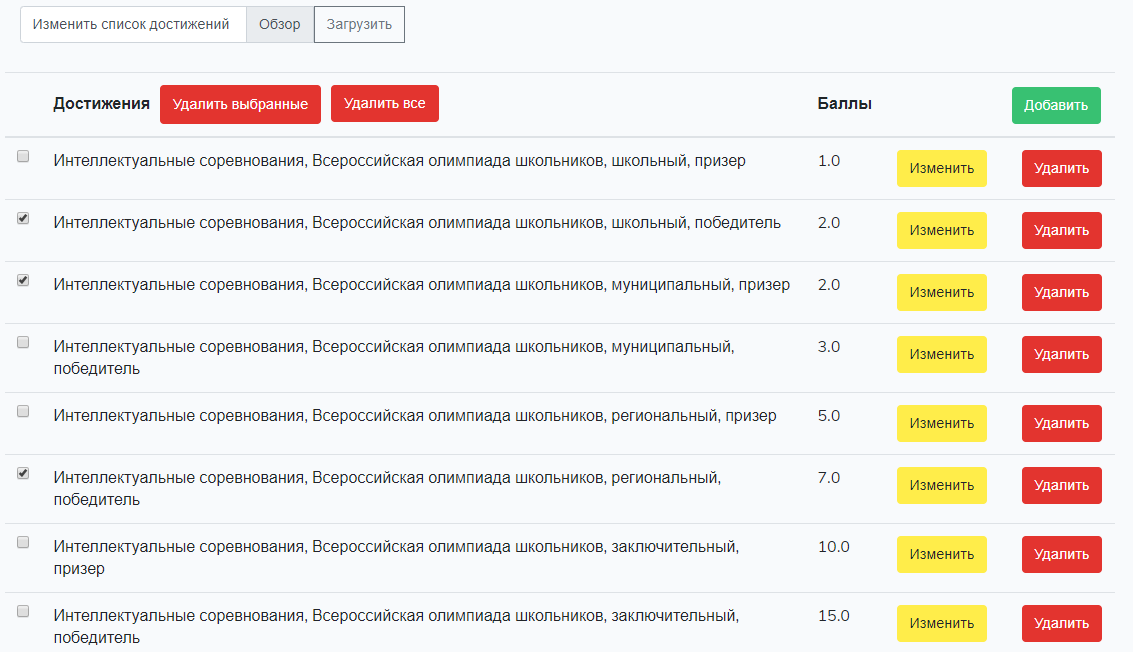 Изменить список достижений Обзор Загрузить
Достижения Удалить выбранные Удалить все Баллы Добавить
Интеллектуальные соревнования, Всероссийская олимпиада школьников, школьный, призер 1.0 Изменить Удалить
Интеллектуальные соревнования, Всероссийская олимпиада школьников, школьный, победитель 2.0 Изменить Удалить
Интеллектуальные соревнования, Всероссийская олимпиада школьников, муниципальный, призер 2.0 Изменить Удалить
Интеллектуальные соревнования, Всероссийская олимпиада школьников, муниципальный, 3.0 Изменить Удалить
победитель
Интеллектуальные соревнования, Всероссийская олимпиада школьников, региональный, призер 5.0 Изменить Удалить
Интеллектуальные соревнования, Всероссийская олимпиада школьников, региональный, 7.0 Изменить Удалить
победитель
Интеллектуальные соревнования, Всероссийская олимпиада школьников, заключительный, 10.0 Изменить Удалить
призер
Интеллектуальные соревнования, Всероссийская олимпиада школьников, заключительный, 15.0 Изменить Удалить
победитель